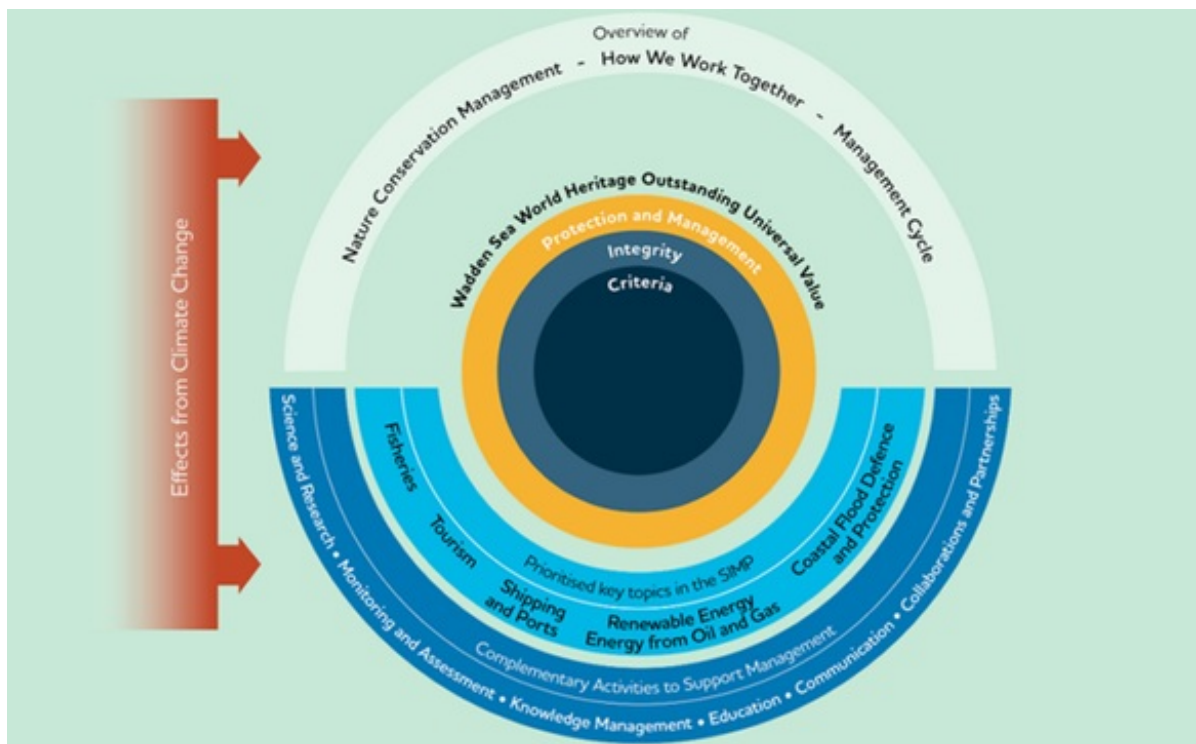 Overview of
Nature Conservation Management - How We Work Together - Management Cycle
Wadden Sea World Heritage Outstanding Universal Value
Protection and Management
Integrity
Criteria
Effects from Climate Change
Prioritised key topics in the SIMP
Fisheries
Tourism
Shipping
and Ports
Renewable Energy
Energy from Oil and Gas
Coastal Flood Defence
and Protection
Complementary Activities to Support Management
Science and Research • Monitoring and Assessment • Knowledge Management • Education • Communication • Collaborations and Partnerships